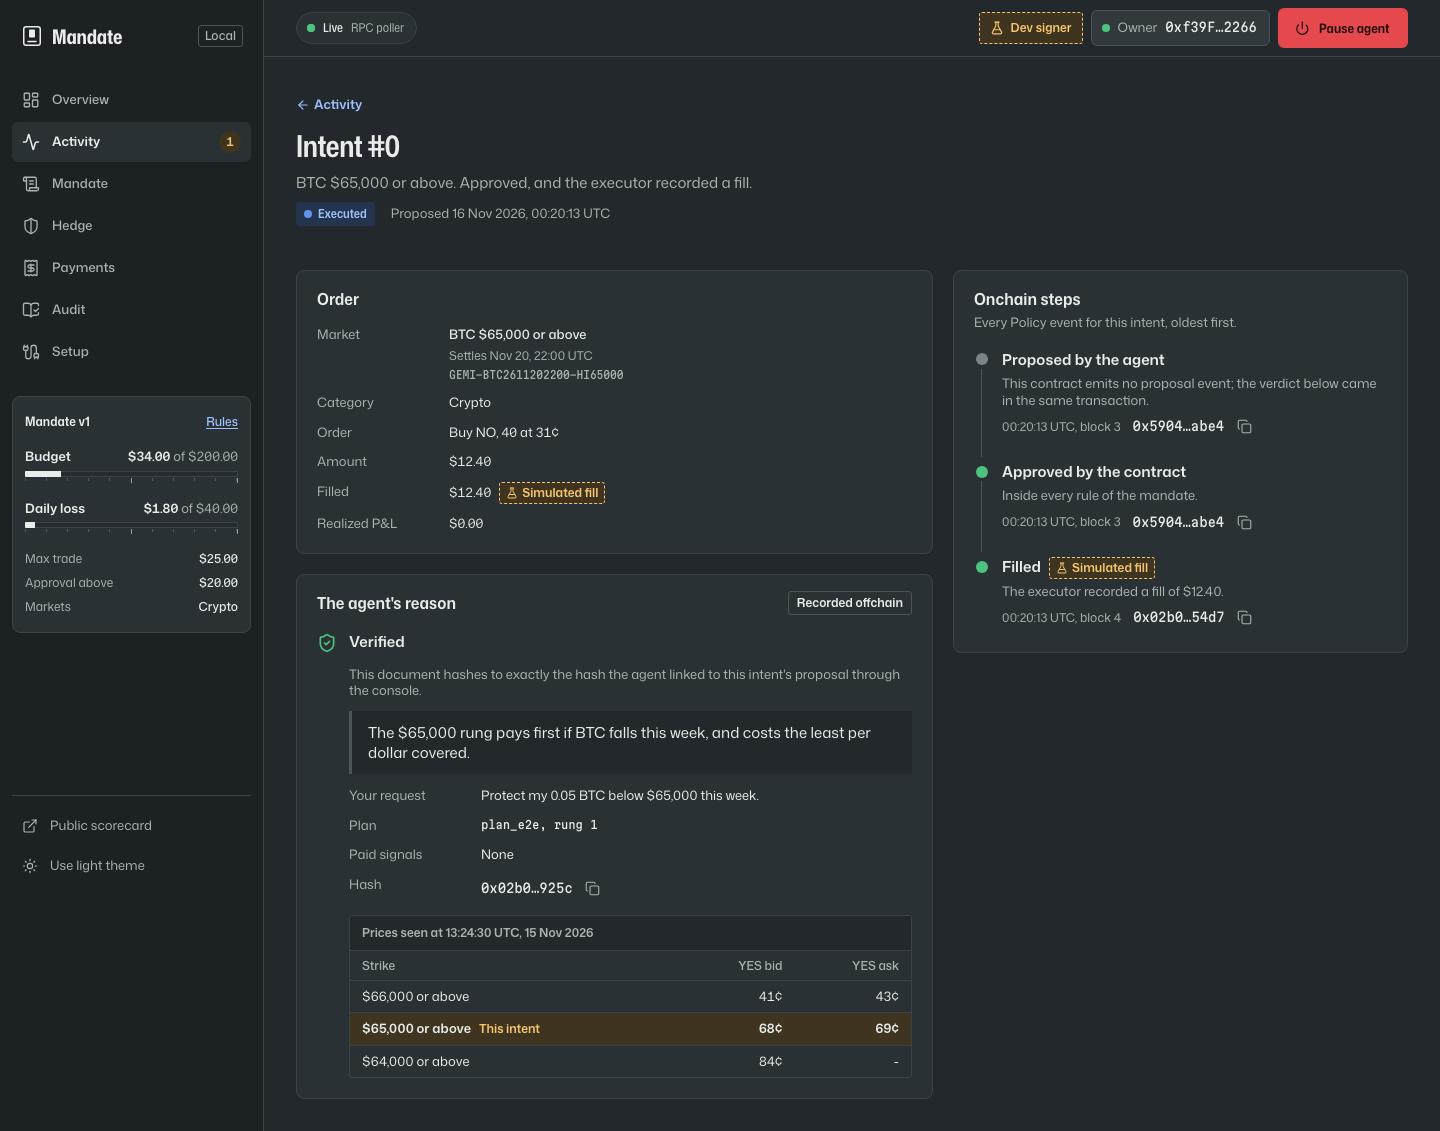 Mandate
Local
Overview
Activity
1
Mandate
Hedge
Payments
Audit
Setup
Mandate v1
Rules
Budget
$34.00 of $200.00
Daily loss
$1.80 of $40.00
Max trade
$25.00
Approval above
$20.00
Markets
Crypto
Public scorecard
Use light theme
Live RPC poller
Dev signer
Owner 0xf39F…2266
Pause agent
← Activity
Intent #0
BTC $65,000 or above. Approved, and the executor recorded a fill.
Executed
Proposed 16 Nov 2026, 00:20:13 UTC
Order
Market
BTC $65,000 or above
Settles Nov 20, 22:00 UTC
GEMI-BTC2611202200-HI65000
Category
Crypto
Order
Buy NO, 40 at 31¢
Amount
$12.40
Filled
$12.40
Simulated fill
Realized P&L
$0.00
The agent's reason
Recorded offchain
Verified
This document hashes to exactly the hash the agent linked to this intent's proposal through
the console.
The $65,000 rung pays first if BTC falls this week, and costs the least per
dollar covered.
Your request
Protect my 0.05 BTC below $65,000 this week.
Plan
plan_e2e, rung 1
Paid signals
None
Hash
0x02b0…925c
Prices seen at 13:24:30 UTC, 15 Nov 2026
Strike YES bid YES ask
$66,000 or above 41¢ 43¢
$65,000 or above This intent 68¢ 69¢
$64,000 or above 84¢ -
Onchain steps
Every Policy event for this intent, oldest first.
Proposed by the agent
This contract emits no proposal event; the verdict below came
in the same transaction.
00:20:13 UTC, block 3 0x5904…abe4
Approved by the contract
Inside every rule of the mandate.
00:20:13 UTC, block 3 0x5904…abe4
Filled
Simulated fill
The executor recorded a fill of $12.40.
00:20:13 UTC, block 4 0x02b0…54d7